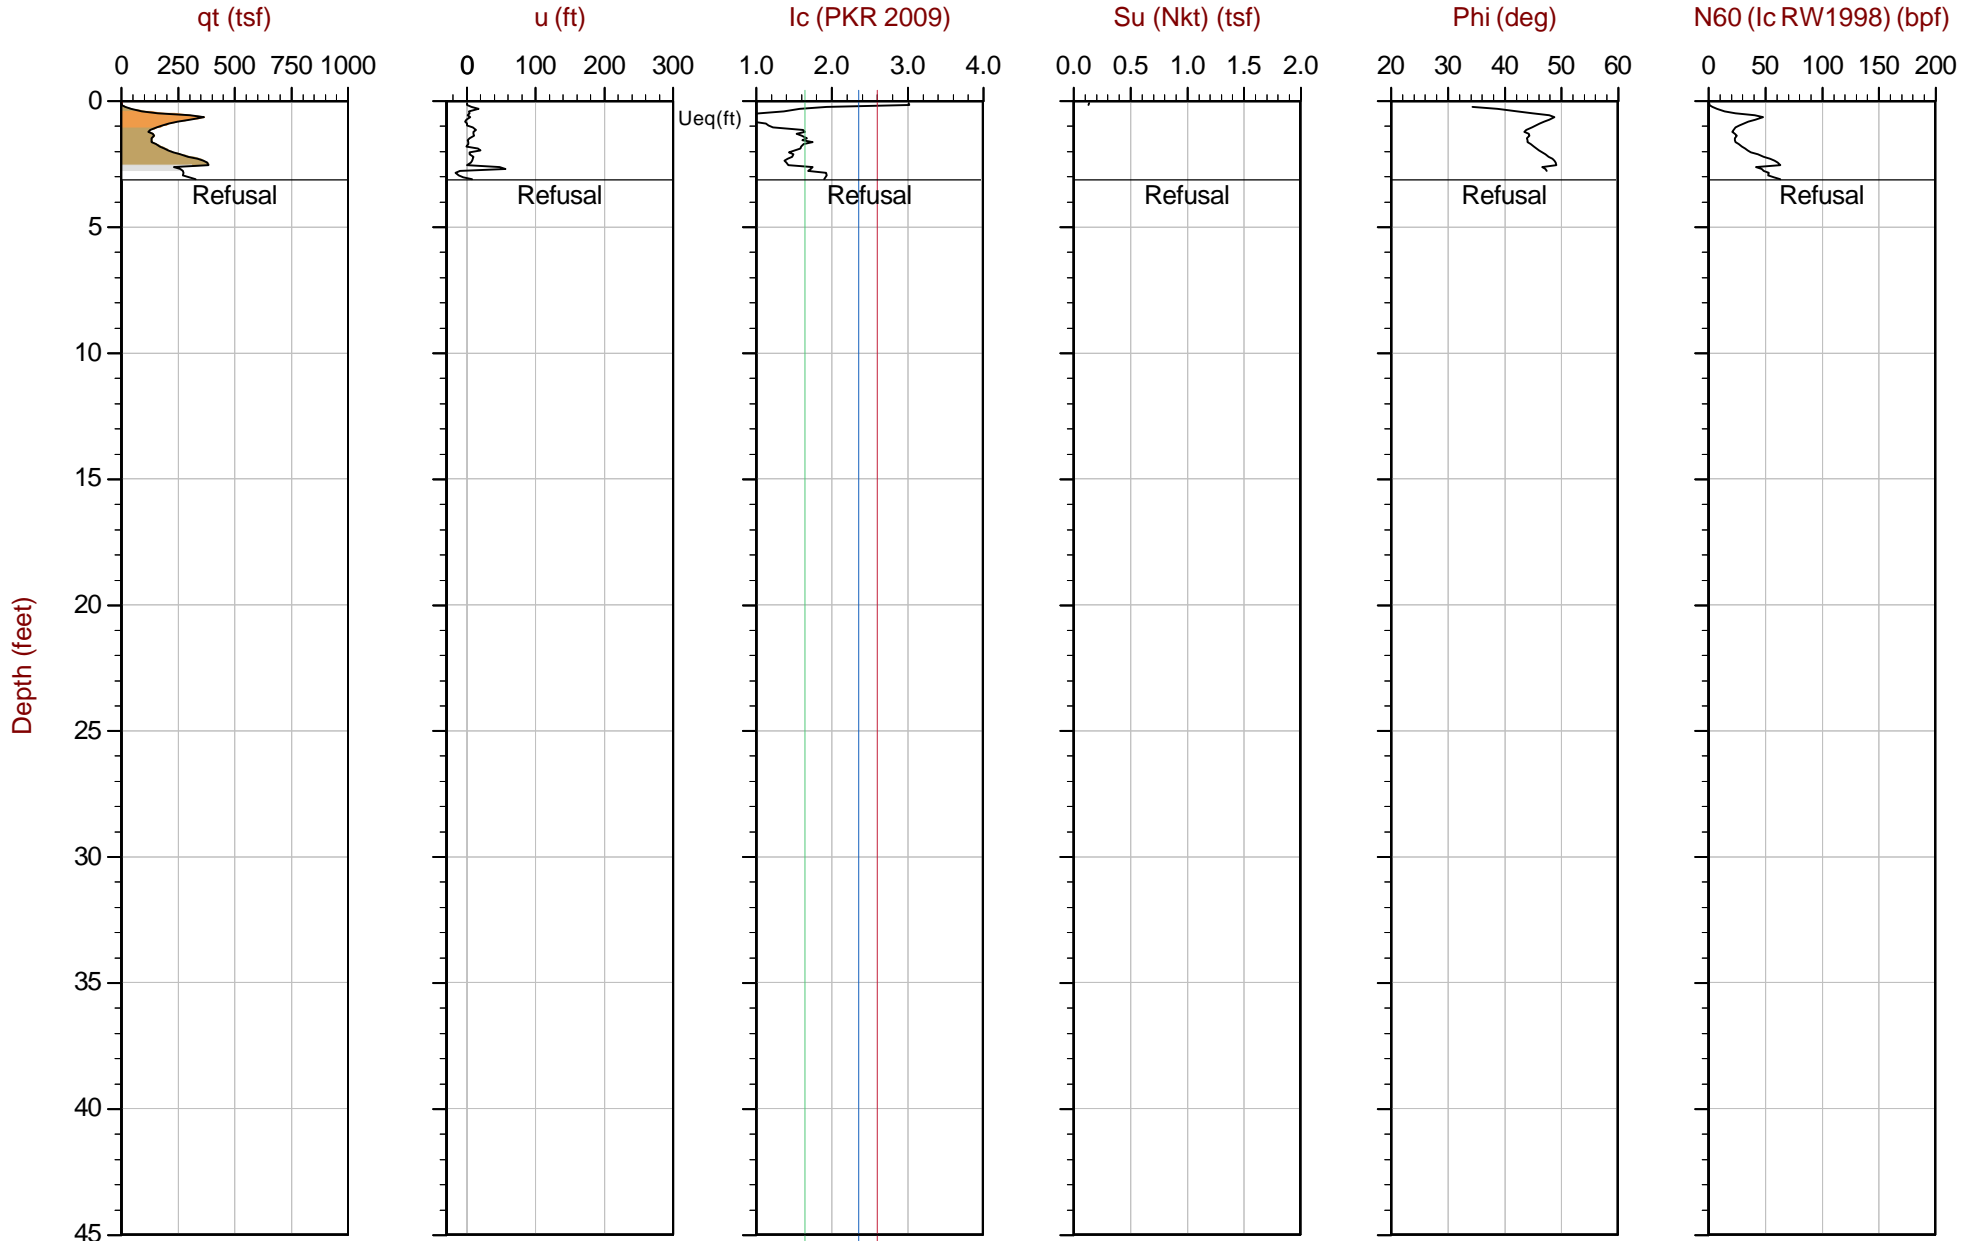 qt (tsf) u (ft) Ic (PKR 2009) Su (Nkt) (tsf) Phi (deg) N60 (Ic RW1998) (bpf)
0 250 500 750 1000 0 100 200 300 1.0 2.0 3.0 4.0 0.0 0.5 1.0 1.5 2.0 20 30 40 50 60 0 50 100 150 200
0
Ueq(ft)
Refusal Refusal Refusal Refusal Refusal Refusal
5
10
15
20
Depth (feet)
25
30
35
40
45